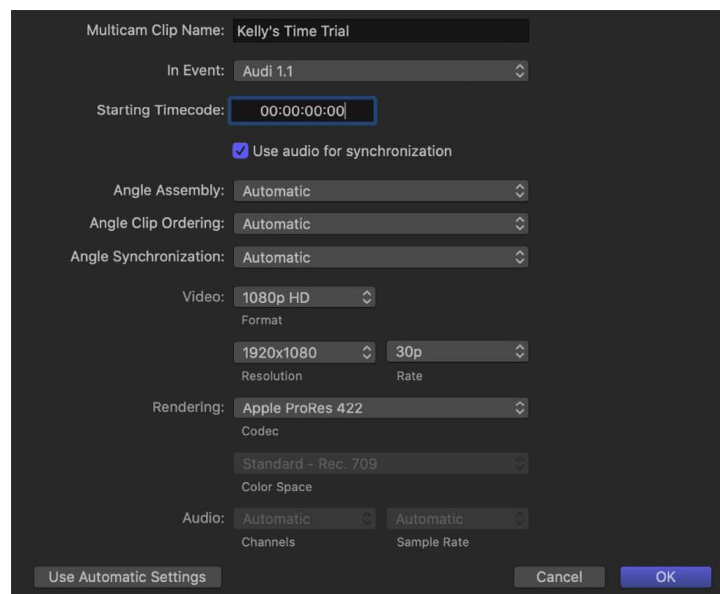 Multicam Clip Name: Kelly's Time Trial
In Event: Audi 1.1
Starting Timecode: 00:00:00:00
Use audio for synchronization
Angle Assembly: Automatic
Angle Clip Ordering: Automatic
Angle Synchronization: Automatic
Video: 1080p HD
Format
1920x1080 30p
Resolution Rate
Rendering: Apple ProRes 422
Codec
Standard - Rec. 709
Color Space
Audio: Automatic Automatic
Channels Sample Rate
Use Automatic Settings Cancel OK